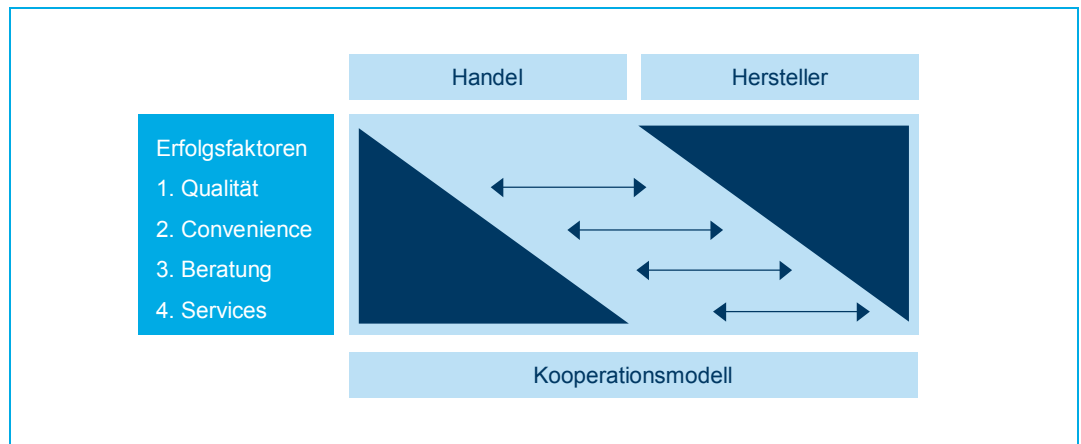 Handel
Hersteller
Erfolgsfaktoren
1. Qualität
2. Convenience
3. Beratung
4. Services
Kooperationsmodell